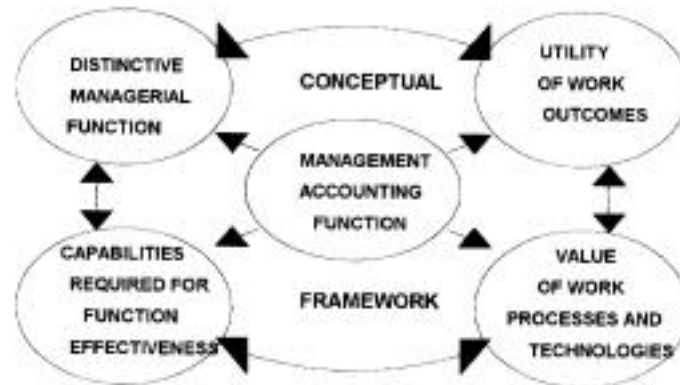 DISTINCTIVE
MANAGERIAL
FUNCTION
CONCEPTUAL
UTILITY
OF WORK
OUTCOMES
MANAGEMENT
ACCOUNTING
FUNCTION
CAPABILITIES
REQUIRED FOR
FUNCTION
EFFECTIVENESS
FRAMEWORK
VALUE
OF WORK
PROCESSES AND
TECHNOLOGIES